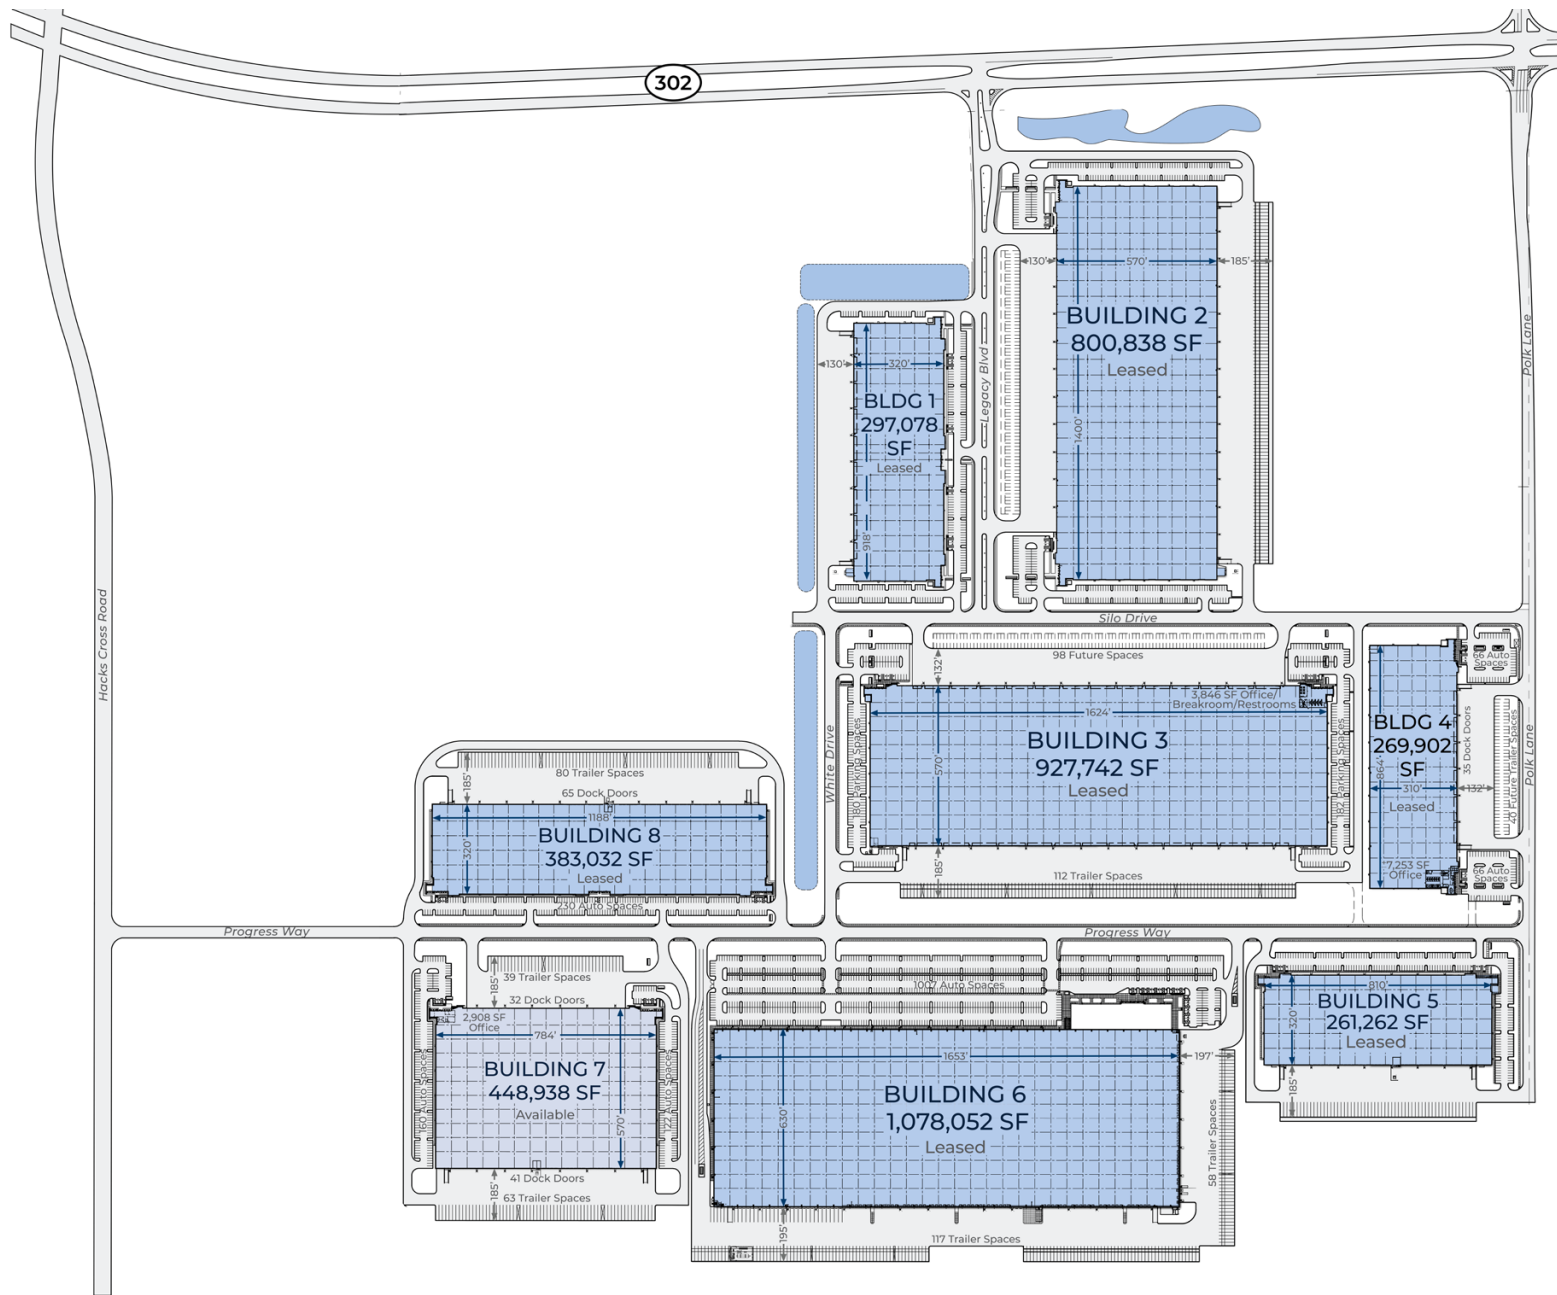 302
130'
570'
185'
BUILDING 2
800,838 SF
Leased
1400'
Legacy Blvd
Polk Lane
130'
320'
BLDG 1
297,078
SF
Leased
918'
Silo Drive
Hacks Cross Road
98 Future Spaces
132'
3,846 SF Office/
Breakroom/Restrooms
1624'
BUILDING 3
927,742 SF
Leased
570'
180 Parking Spaces
182 Parking Spaces
White Drive
185'
112 Trailer Spaces
66 Auto
Spaces
BLDG 4
269,902
SF
864'
310'
Leased
35 Dock Doors
132'
40 Future Trailer Spaces
Polk Lane
*7,253 SF
Office
66 Auto
Spaces
185'
80 Trailer Spaces
65 Dock Doors
1188'
BUILDING 8
383,032 SF
Leased
320'
230 Auto Spaces
Progress Way
Progress Way
185'
39 Trailer Spaces
32 Dock Doors
2,908 SF
Office
784'
BUILDING 7
448,938 SF
Available
570'
160 Auto Spaces
122 Auto Spaces
41 Dock Doors
185'
63 Trailer Spaces
1007 Auto Spaces
1653'
197'
BUILDING 6
1,078,052 SF
Leased
630'
58 Trailer Spaces
195'
117 Trailer Spaces
810'
BUILDING 5
261,262 SF
Leased
320'
185'